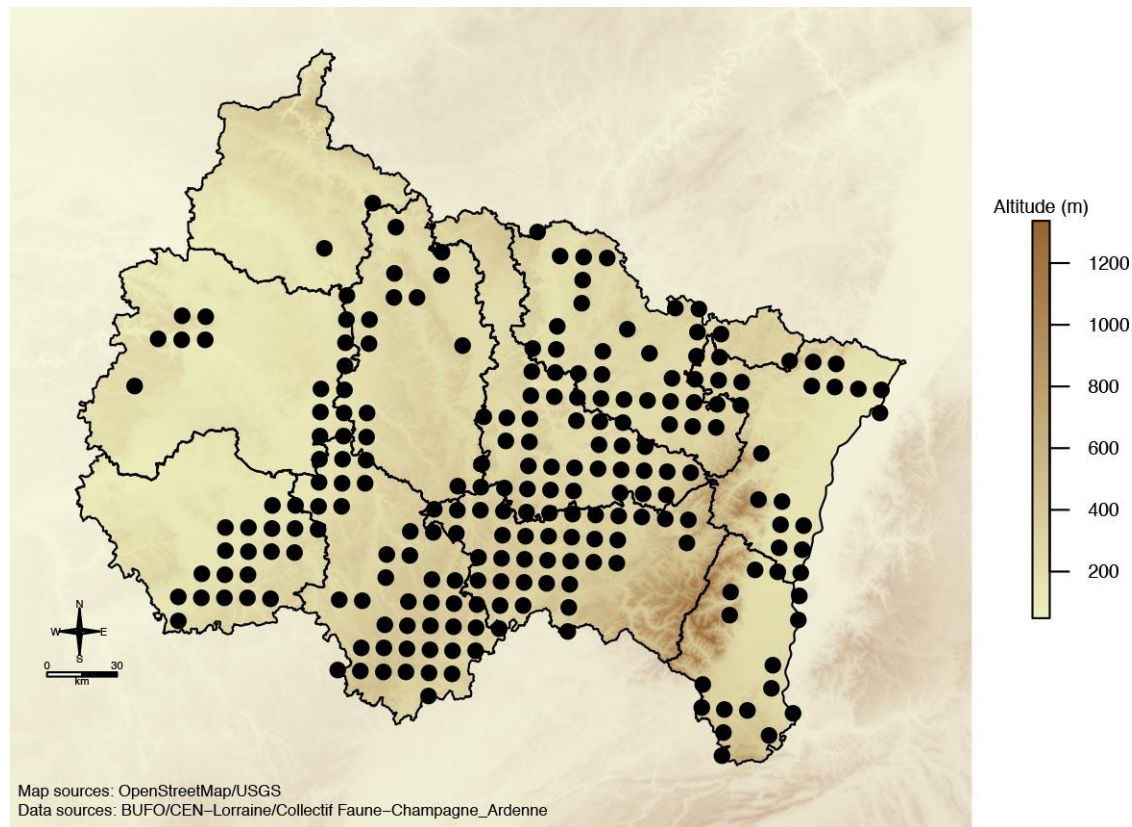 Altitude (m)
1200
1000
800
600
400
200
N
W E
S
0 30
km
Map sources: OpenStreetMap/USGS
Data sources: BUFO/CEN–Lorraine/Collectif Faune–Champagne_Ardenne